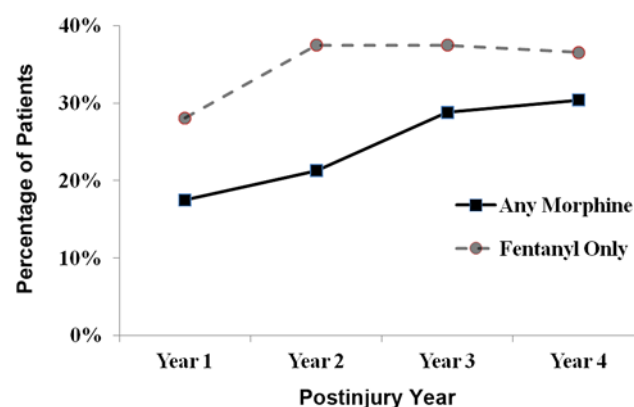 40%
30%
20%
10%
0%
Percentage of Patients
Any Morphine
Fentanyl Only
Year 1 Year 2 Year 3 Year 4
Postinjury Year